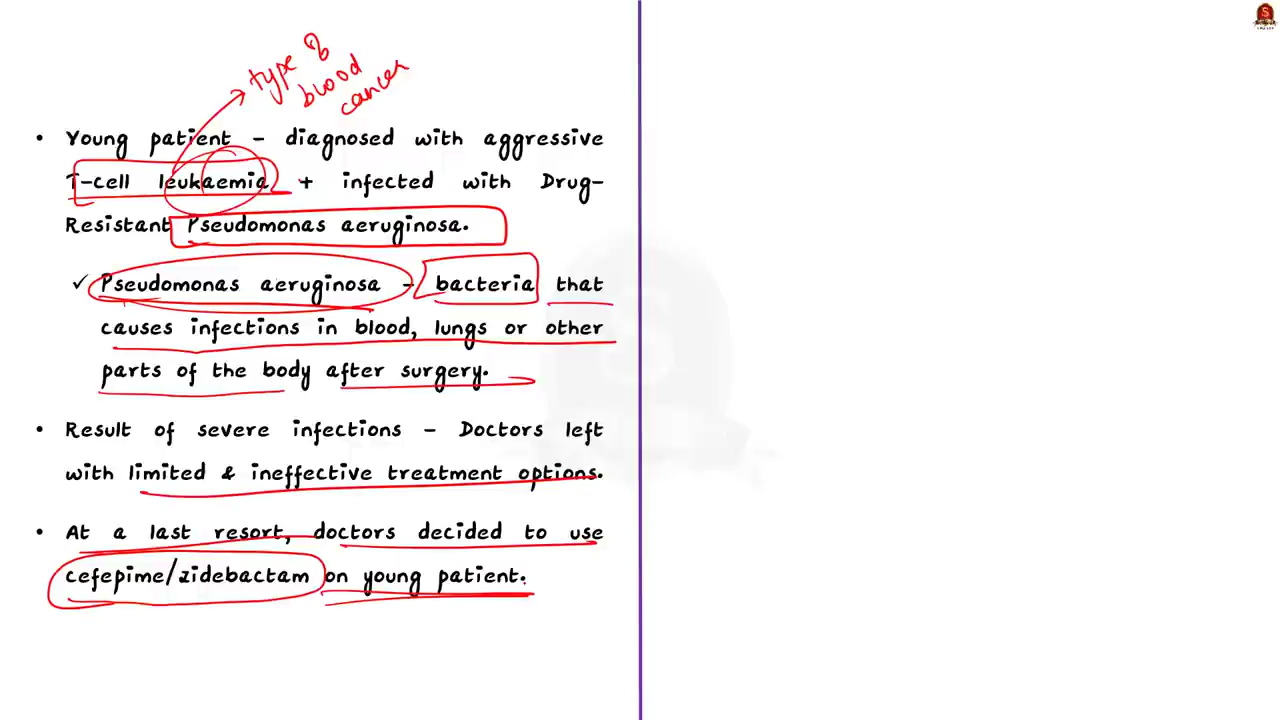 type of
blood
cancer
• Young patient – diagnosed with aggressive
T-cell leukaemia + infected with Drug-
Resistant Pseudomonas aeruginosa.
✓ Pseudomonas aeruginosa – bacteria that
causes infections in blood, lungs or other
parts of the body after surgery.
• Result of severe infections – Doctors left
with limited & ineffective treatment options.
• At a last resort, doctors decided to use
cefepime/zidebactam on young patient.